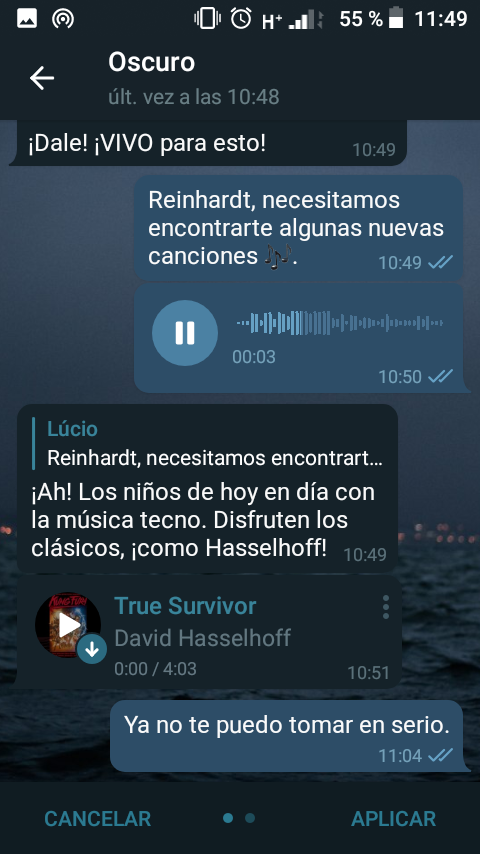 H+ 55 % 11:49
Oscuro
últ. vez a las 10:48
¡Dale! ¡VIVO para esto!
10:49
Reinhardt, necesitamos
encontrarte algunas nuevas
canciones 🎶.
10:49
00:03
10:50
Lúcio
Reinhardt, necesitamos encontrart...
¡Ah! Los niños de hoy en día con
la música tecno. Disfruten los
clásicos, ¡como Hasselhoff!
10:49
KUNG FURY
True Survivor
David Hasselhoff
0:00 / 4:03
10:51
Ya no te puedo tomar en serio.
11:04
CANCELAR
APLICAR